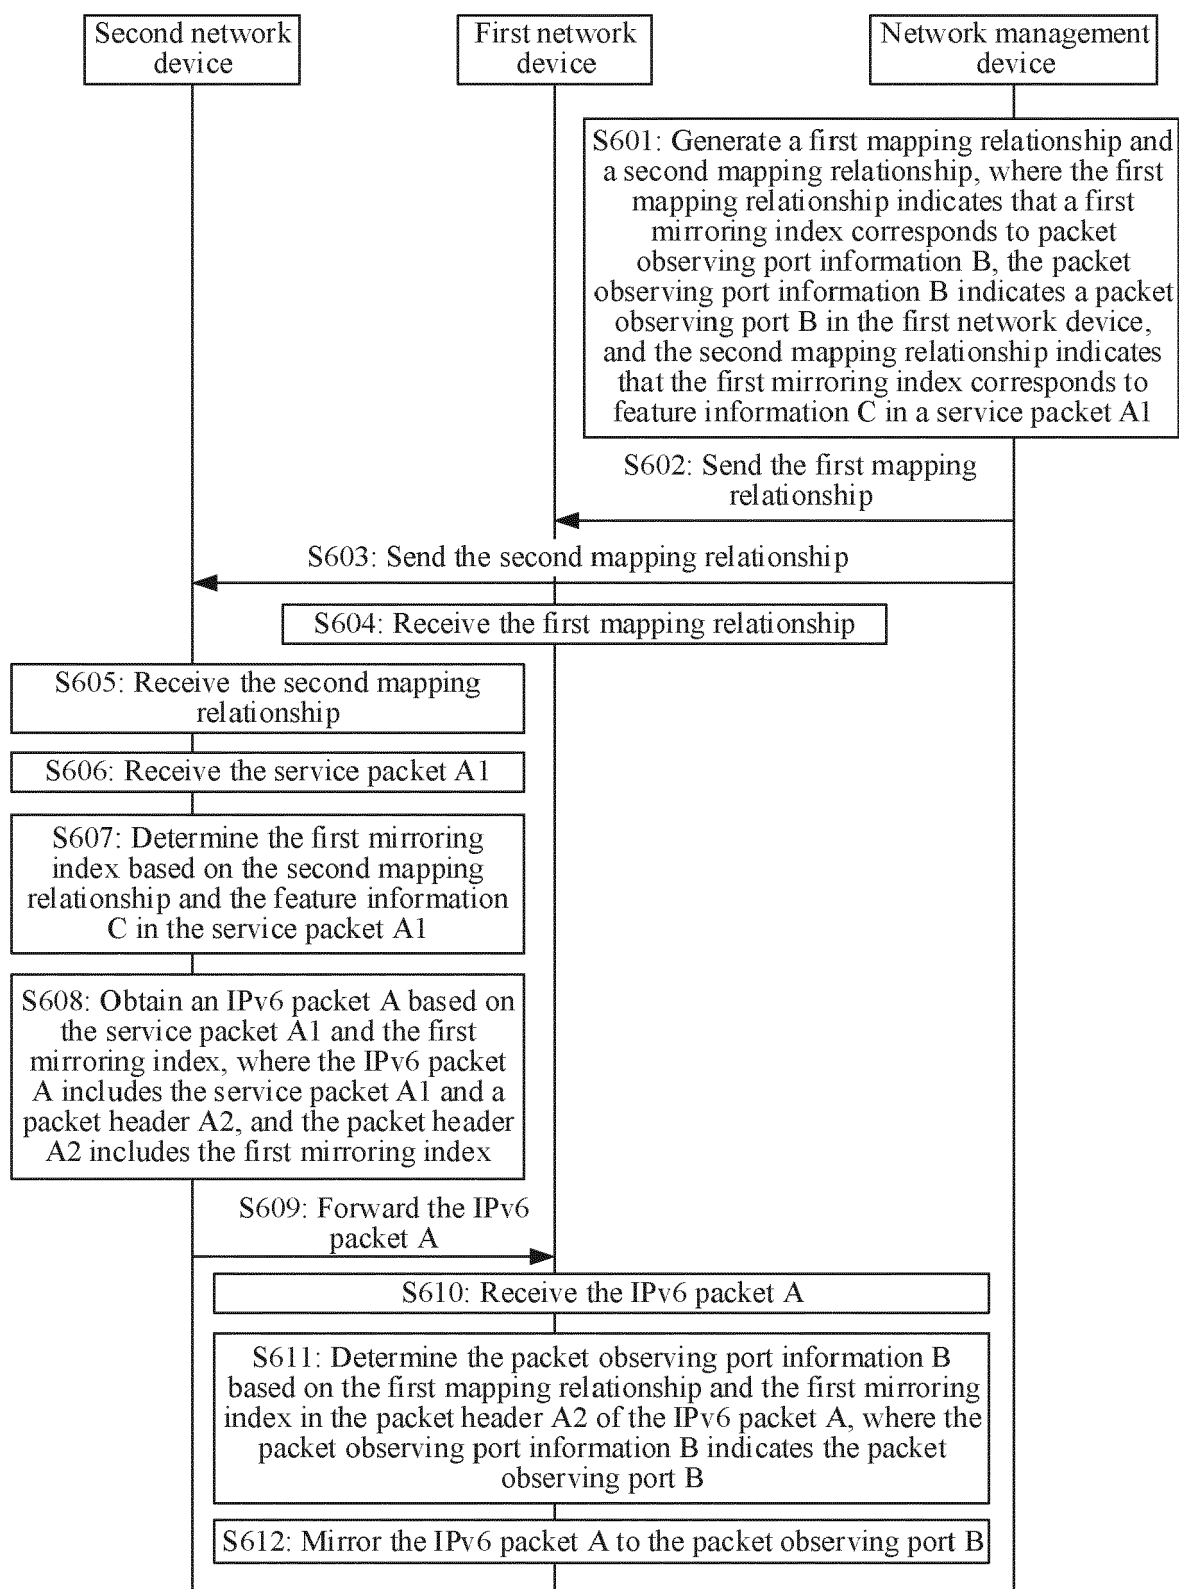 Second network
device
First network
device
Network management
device
S601: Generate a first mapping relationship and
a second mapping relationship, where the first
mapping relationship indicates that a first
mirroring index corresponds to packet
observing port information B, the packet
observing port information B indicates a packet
observing port B in the first network device,
and the second mapping relationship indicates
that the first mirroring index corresponds to
feature information C in a service packet A1
S602: Send the first mapping
relationship
S603: Send the second mapping relationship
S604: Receive the first mapping relationship
S605: Receive the second mapping
relationship
S606: Receive the service packet A1
S607: Determine the first mirroring
index based on the second mapping
relationship and the feature information
C in the service packet A1
S608: Obtain an IPv6 packet A based on
the service packet A1 and the first
mirroring index, where the IPv6 packet
A includes the service packet A1 and a
packet header A2, and the packet header
A2 includes the first mirroring index
S609: Forward the IPv6
packet A
S610: Receive the IPv6 packet A
S611: Determine the packet observing port information B
based on the first mapping relationship and the first mirroring
index in the packet header A2 of the IPv6 packet A, where the
packet observing port information B indicates the packet
observing port B
S612: Mirror the IPv6 packet A to the packet observing port B